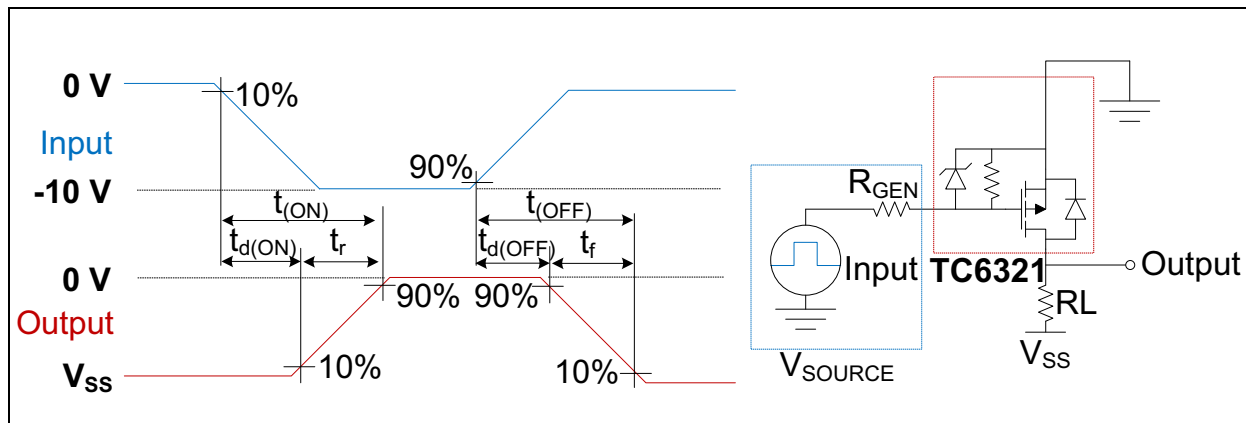 0 V
10%
Input
90%
-10 V
t(ON)
t(OFF)
td(ON)
tr
td(OFF)
tf
0 V
90%
90%
Output
VSS
10%
10%
RGEN
Input
TC6321
Output
RL
VSOURCE
VSS